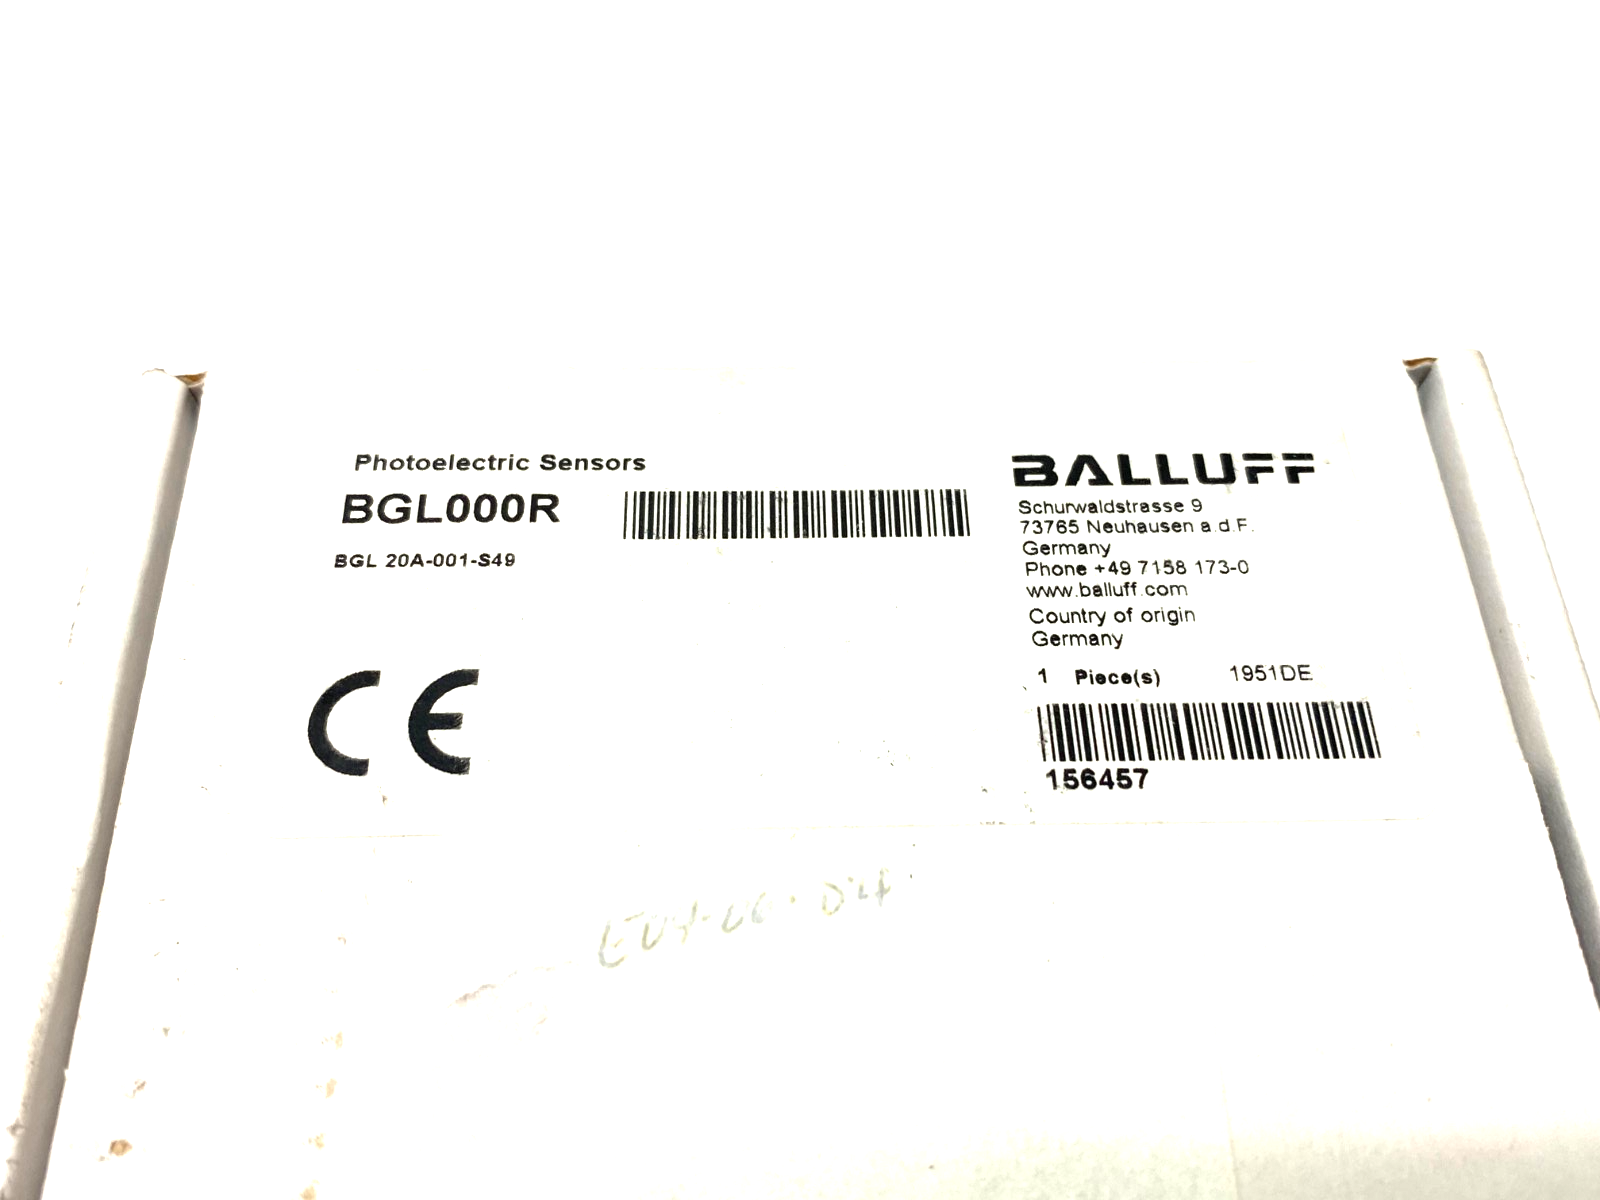 Photoelectric Sensors
BGL000R
BGL 20A-001-S49
BALLUFF
Schurwaldstrasse 9
73765 Neuhausen a.d.F.
Germany
Phone +49 7158 173-0
www.balluff.com
Country of origin
Germany
1 Piece(s) 1951DE
156457
CE